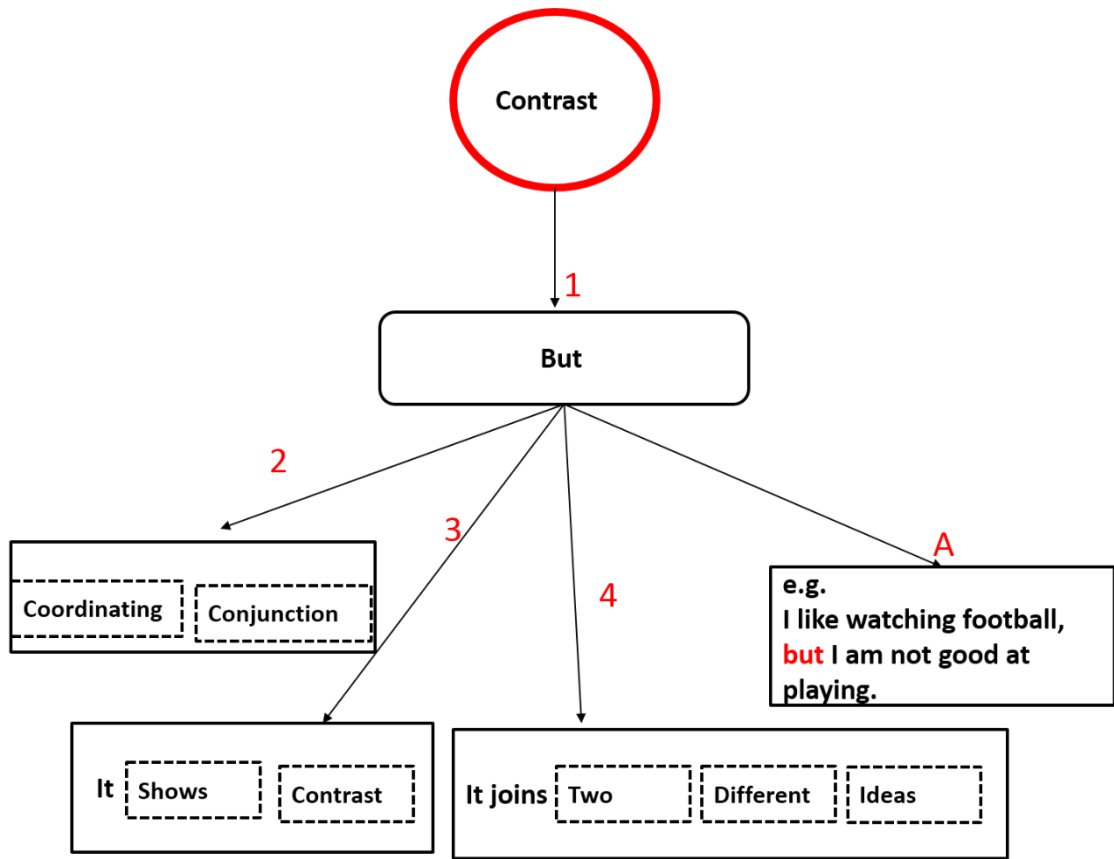 Contrast
1
But
2
3
4
A
Coordinating Conjunction
e.g.
I like watching football,
but I am not good at
playing.
It Shows Contrast
It joins Two Different Ideas